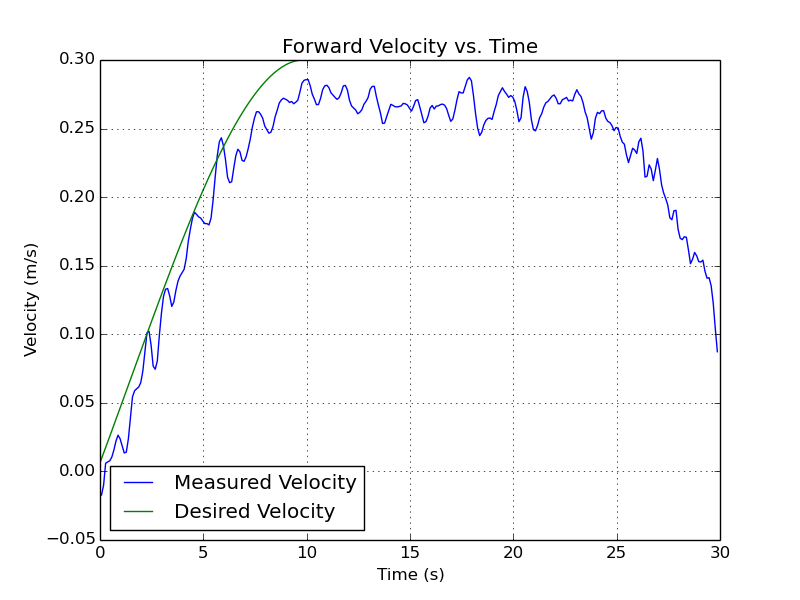 Forward Velocity vs. Time
0.30
0.25
0.20
0.15
0.10
0.05
0.00
−0.05
Velocity (m/s)
Measured Velocity
Desired Velocity
0 5 10 15 20 25 30
Time (s)